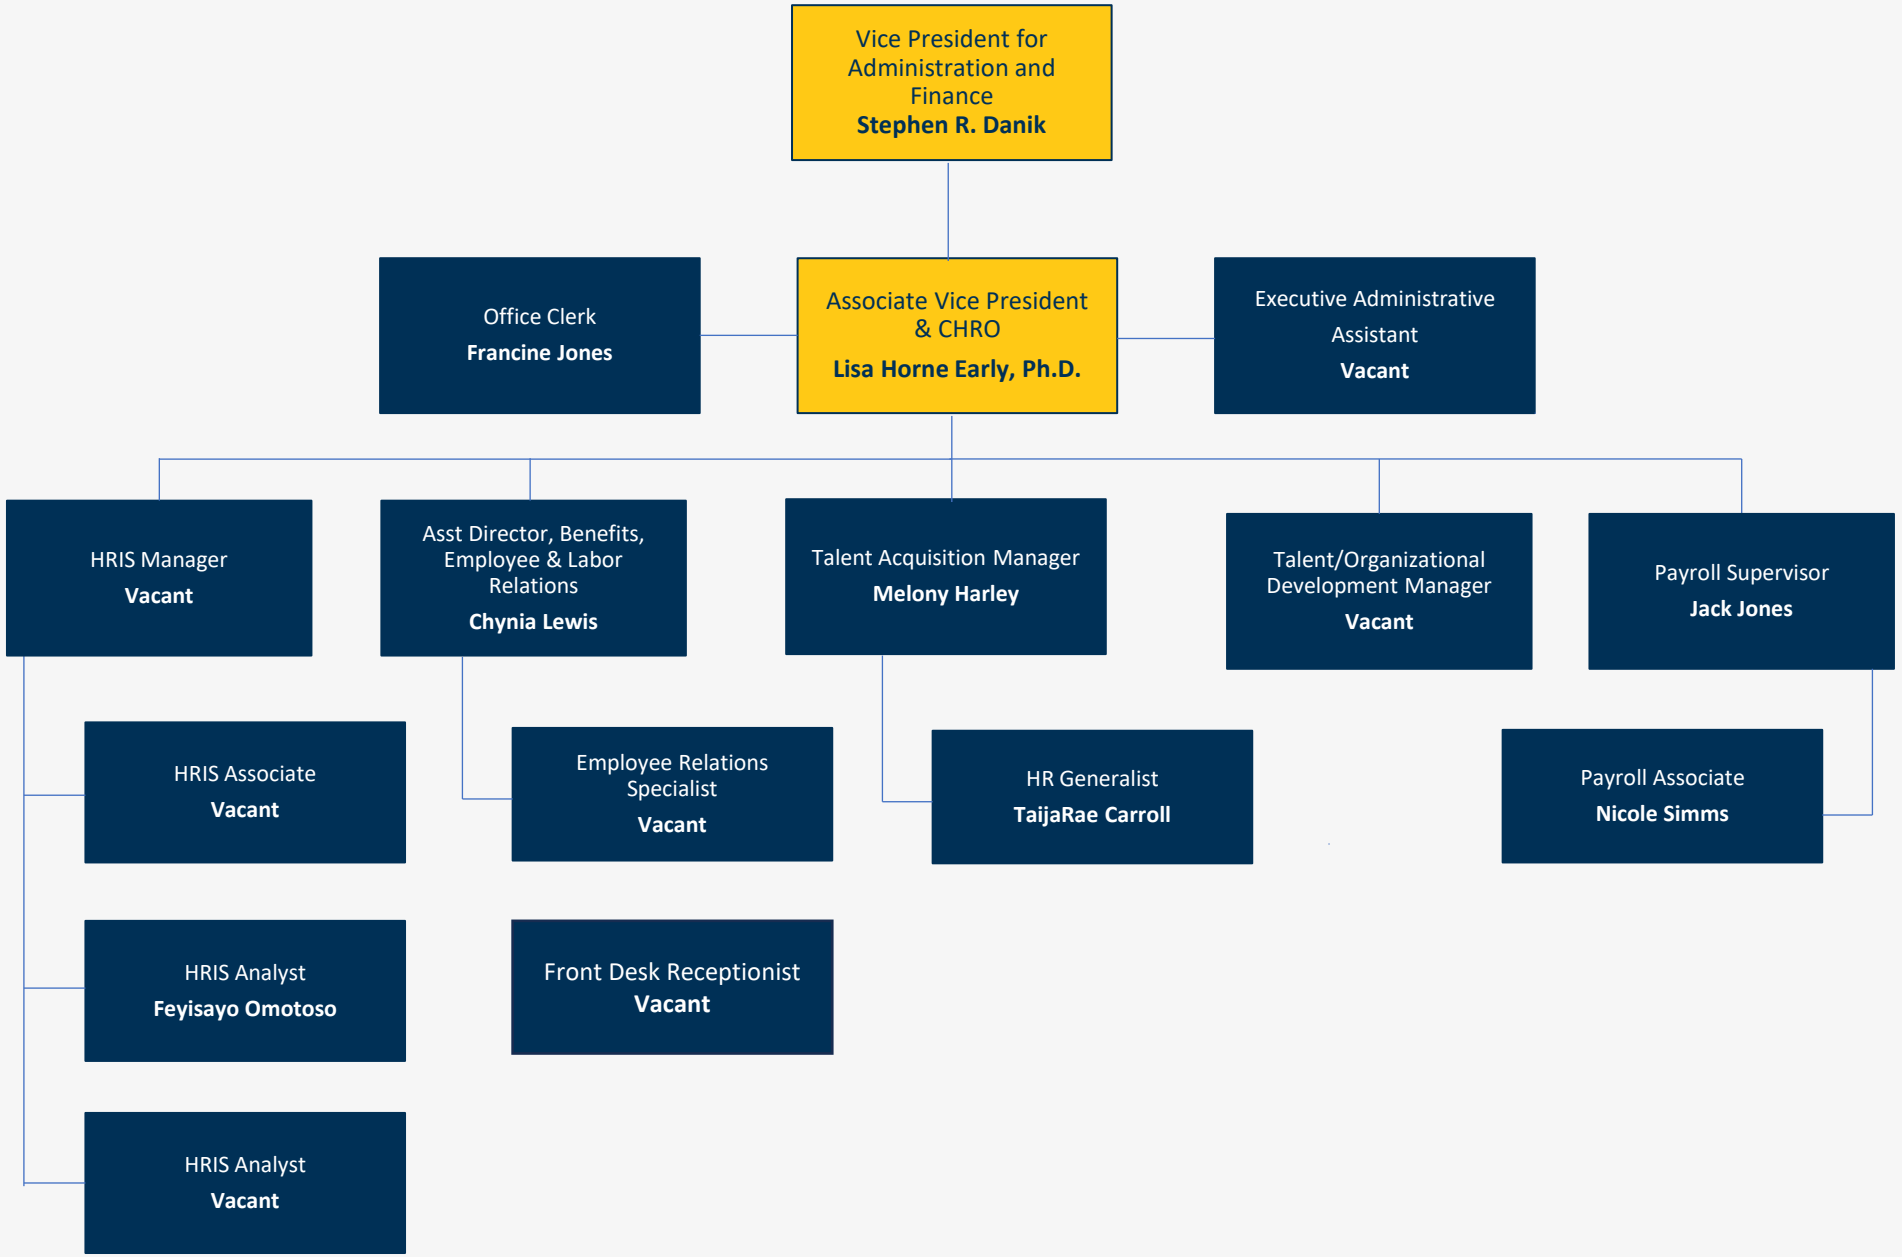 Vice President for
Administration and
Finance
Stephen R. Danik
Office Clerk
Francine Jones
Associate Vice President
& CHRO
Lisa Horne Early, Ph.D.
Executive Administrative
Assistant
Vacant
HRIS Manager
Vacant
Asst Director, Benefits,
Employee & Labor
Relations
Chynia Lewis
Talent Acquisition Manager
Melony Harley
Talent/Organizational
Development Manager
Vacant
Payroll Supervisor
Jack Jones
HRIS Associate
Vacant
Employee Relations
Specialist
Vacant
HR Generalist
TaijaRae Carroll
Payroll Associate
Nicole Simms
HRIS Analyst
Feyisayo Omotoso
Front Desk Receptionist
Vacant
HRIS Analyst
Vacant